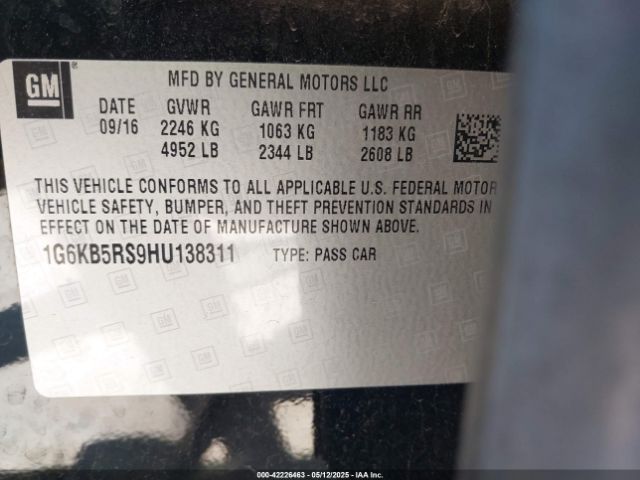 GM
MFD BY GENERAL MOTORS LLC
DATE GVWR GAWR FRT GAWR RR
09/16 2246 KG 1063 KG 1183 KG
4952 LB 2344 LB 2608 LB
THIS VEHICLE CONFORMS TO ALL APPLICABLE U.S. FEDERAL MOTOR
VEHICLE SAFETY, BUMPER, AND THEFT PREVENTION STANDARDS IN
EFFECT ON THE DATE OF MANUFACTURE SHOWN ABOVE.
1G6KB5RS9HU138311 TYPE: PASS CAR
000-42226463 - 05/12/2025 - IAA Inc.